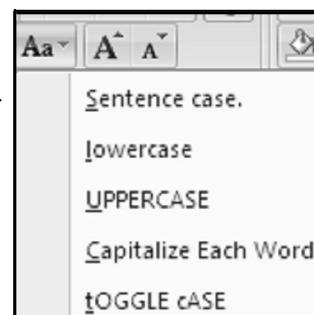 Aa A A
Sentence case.
lowercase
UPPERCASE
Capitalize Each Word
tOGGLE cASE